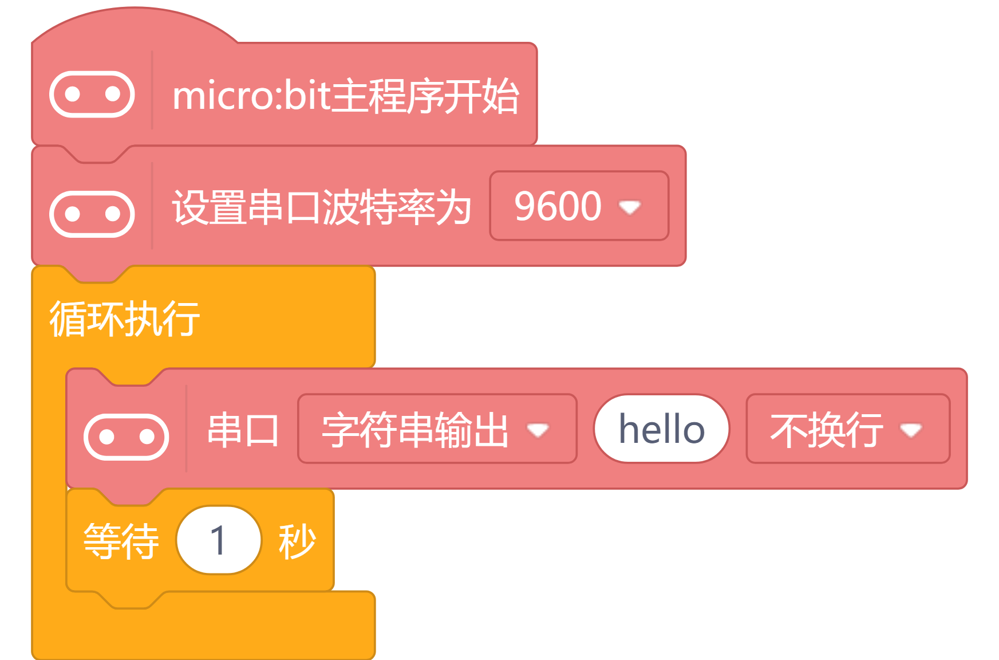 micro:bit主程序开始
设置串口波特率为 9600
循环执行
串口 字符串输出 hello 不换行
等待 1 秒